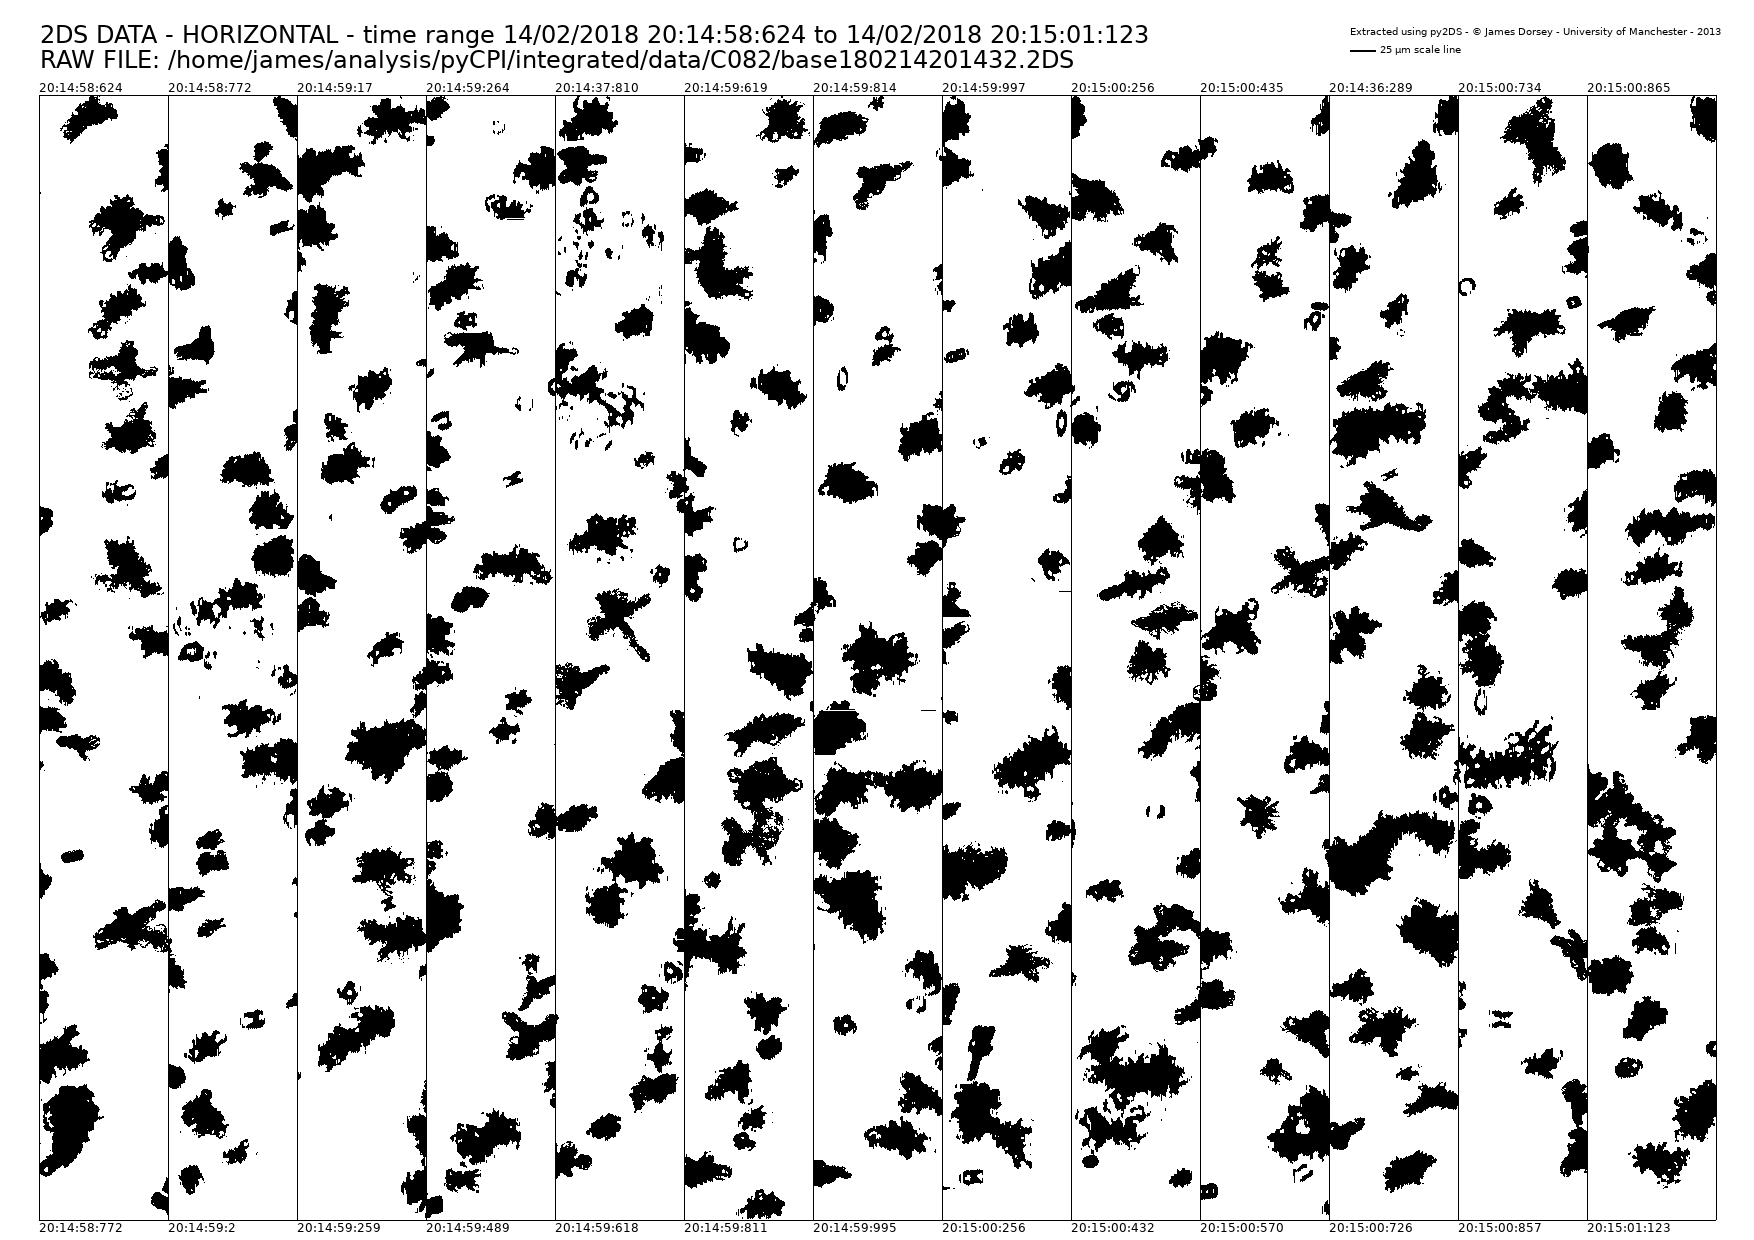 2DS DATA - HORIZONTAL - time range 14/02/2018 20:14:58:624 to 14/02/2018 20:15:01:123
RAW FILE: /home/james/analysis/pyCPI/integrated/data/C082/base180214201432.2DS
Extracted using py2DS - © James Dorsey - University of Manchester - 2013
25 µm scale line
20:14:58:624 20:14:58:772 20:14:59:17 20:14:59:264 20:14:37:810 20:14:59:619 20:14:59:814 20:14:59:997 20:15:00:256 20:15:00:435 20:14:36:289 20:15:00:734 20:15:00:865
20:14:58:772 20:14:59:2 20:14:59:259 20:14:59:489 20:14:59:618 20:14:59:811 20:14:59:995 20:15:00:256 20:15:00:432 20:15:00:570 20:15:00:726 20:15:00:857 20:15:01:123